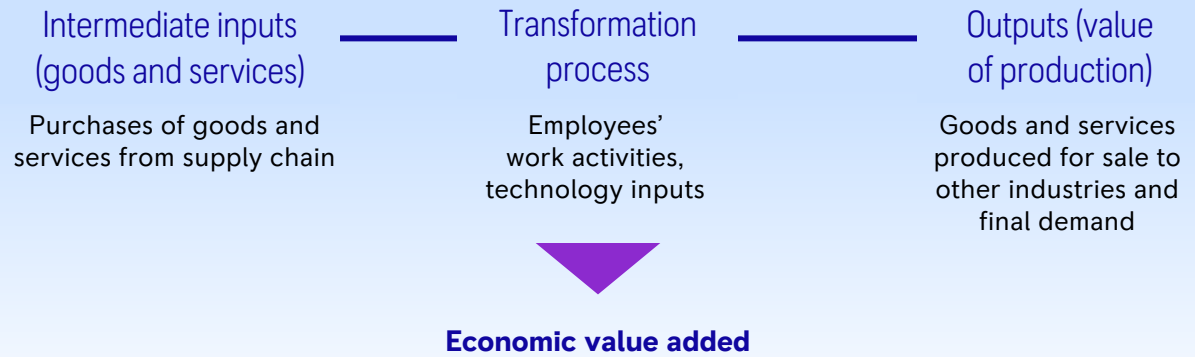 Intermediate inputs
(goods and services)
Purchases of goods and
services from supply chain
Transformation
process
Employees’
work activities,
technology inputs
Outputs (value
of production)
Goods and services
produced for sale to
other industries and
final demand
Economic value added